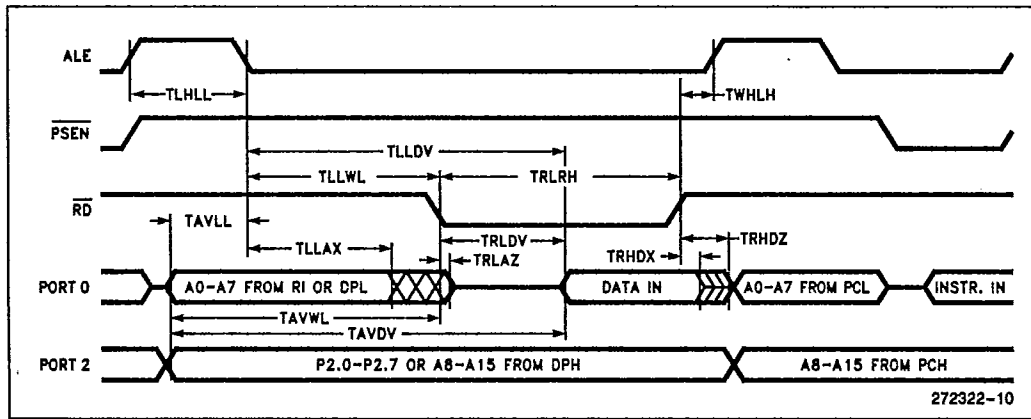 ALE
TLHLL
TWHLH
PSEN
TLLDV
TLLWL
TRLRH
RD
TAVLL
TLLAX
TRLDV
TRLAZ
TRHDX
TRHDZ
PORT 0
A0-A7 FROM RI OR DPL
DATA IN
A0-A7 FROM PCL
INSTR. IN
TAVWL
TAVDV
PORT 2
P2.0-P2.7 OR A8-A15 FROM DPH
A8-A15 FROM PCH
272322-10